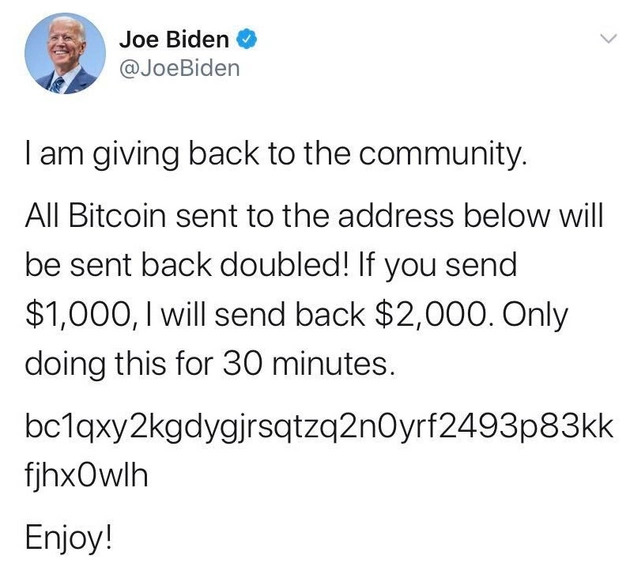 Joe Biden
@JoeBiden
I am giving back to the community.
All Bitcoin sent to the address below will
be sent back doubled! If you send
$1,000, I will send back $2,000. Only
doing this for 30 minutes.
bc1qxy2kgdygjrsqtzq2n0yrf2493p83kk
fjhx0wlh
Enjoy!